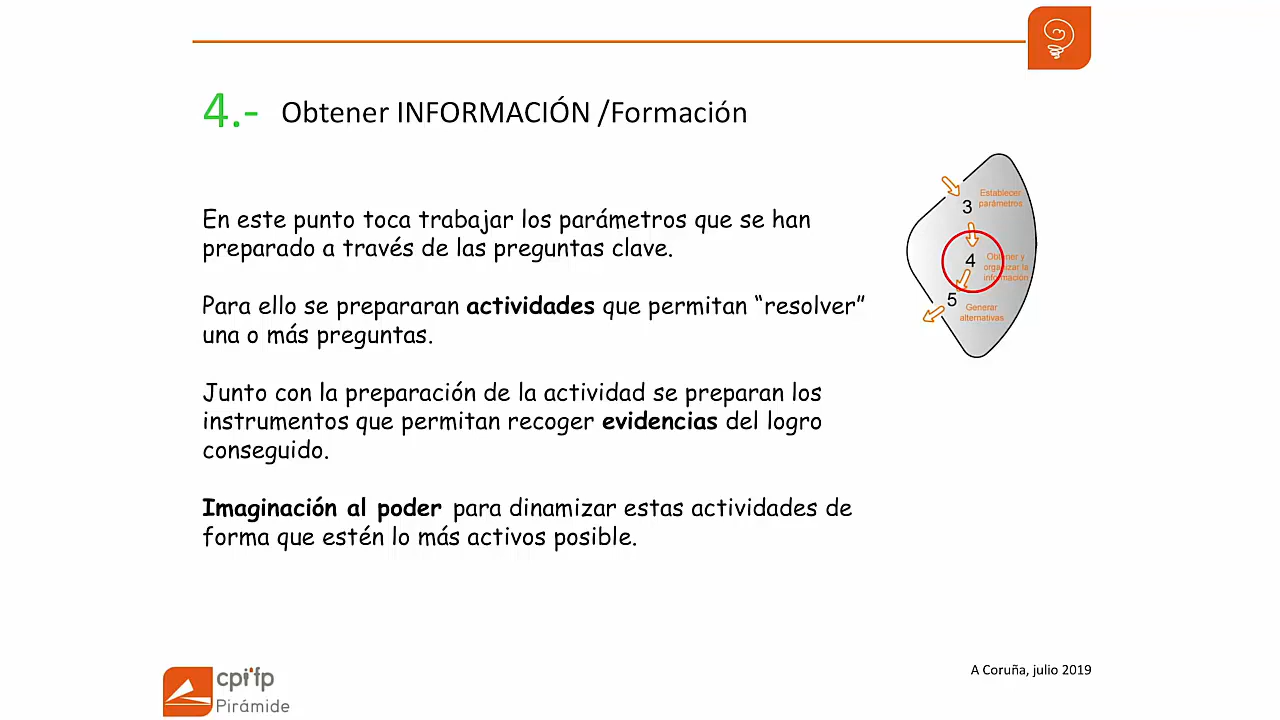 4.- Obtener INFORMACIÓN /Formación
En este punto toca trabajar los parámetros que se han
preparado a través de las preguntas clave.
Para ello se prepararan actividades que permitan “resolver”
una o más preguntas.
Junto con la preparación de la actividad se preparan los
instrumentos que permitan recoger evidencias del logro
conseguido.
Imaginación al poder para dinamizar estas actividades de
forma que estén lo más activos posible.
Establecer
parámetros
3
4
Obtener y
organizar la
información
5
Generar
alternativas
cpifp
Pirámide
A Coruña, julio 2019